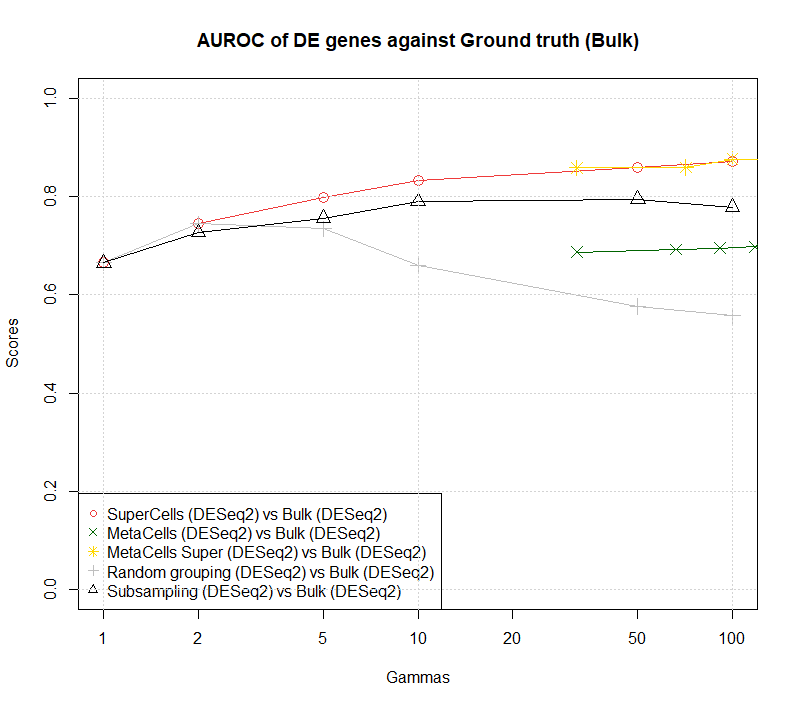 AUROC of DE genes against Ground truth (Bulk)
Scores
1.0
0.8
0.6
0.4
0.2
0.0
SuperCells (DESeq2) vs Bulk (DESeq2)
MetaCells (DESeq2) vs Bulk (DESeq2)
MetaCells Super (DESeq2) vs Bulk (DESeq2)
Random grouping (DESeq2) vs Bulk (DESeq2)
Subsampling (DESeq2) vs Bulk (DESeq2)
1 2 5 10 20 50 100
Gammas